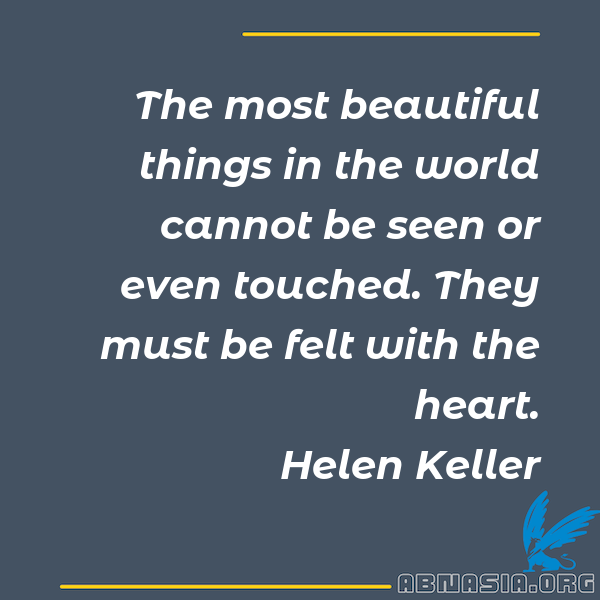 The most beautiful
things in the world
cannot be seen or
even touched. They
must be felt with the
heart.
Helen Keller
ABNASIA.ORG